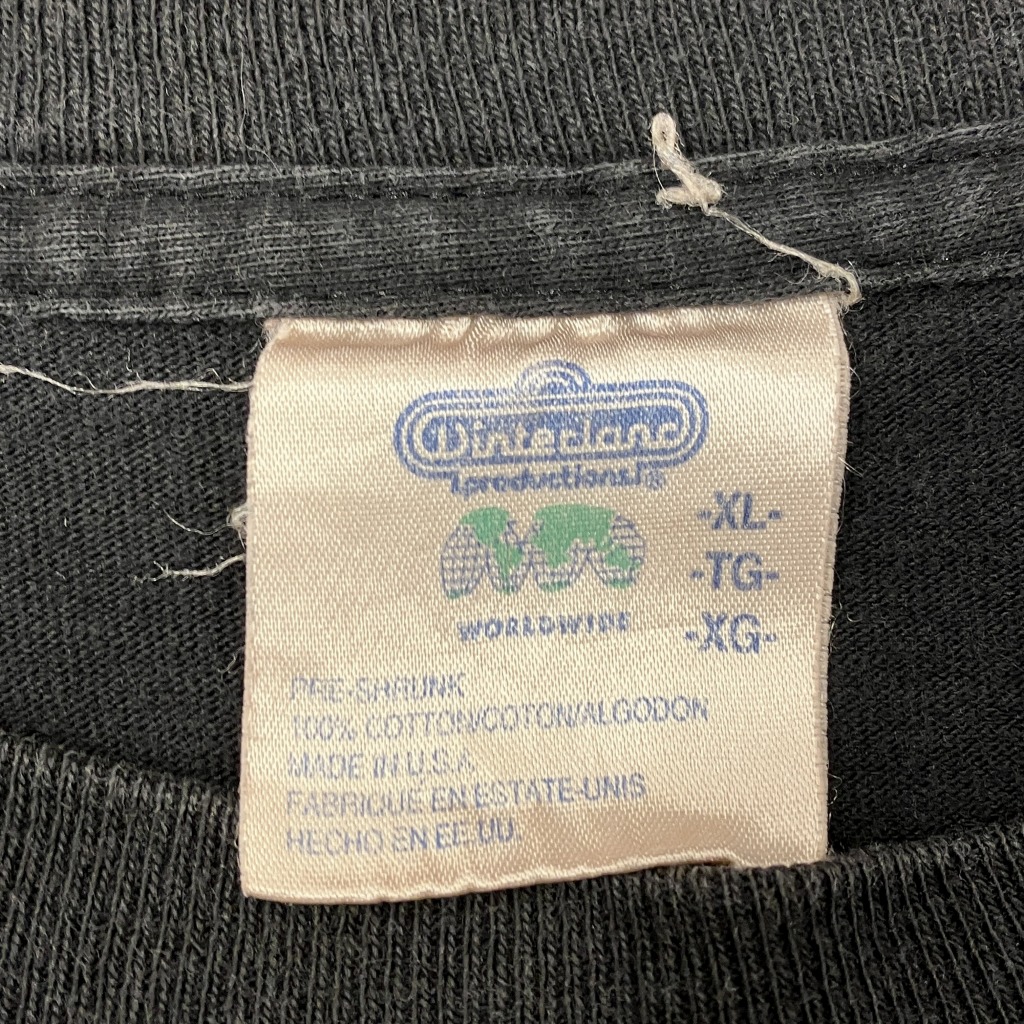 Winterland
productions®
WORLDWIDE
-XL-
-TG-
-XG-
PRE-SHRUNK
100% COTTON/COTON/ALGODON
MADE IN U.S.A.
FABRIQUE EN ESTATE-UNIS
HECHO EN EE.UU.